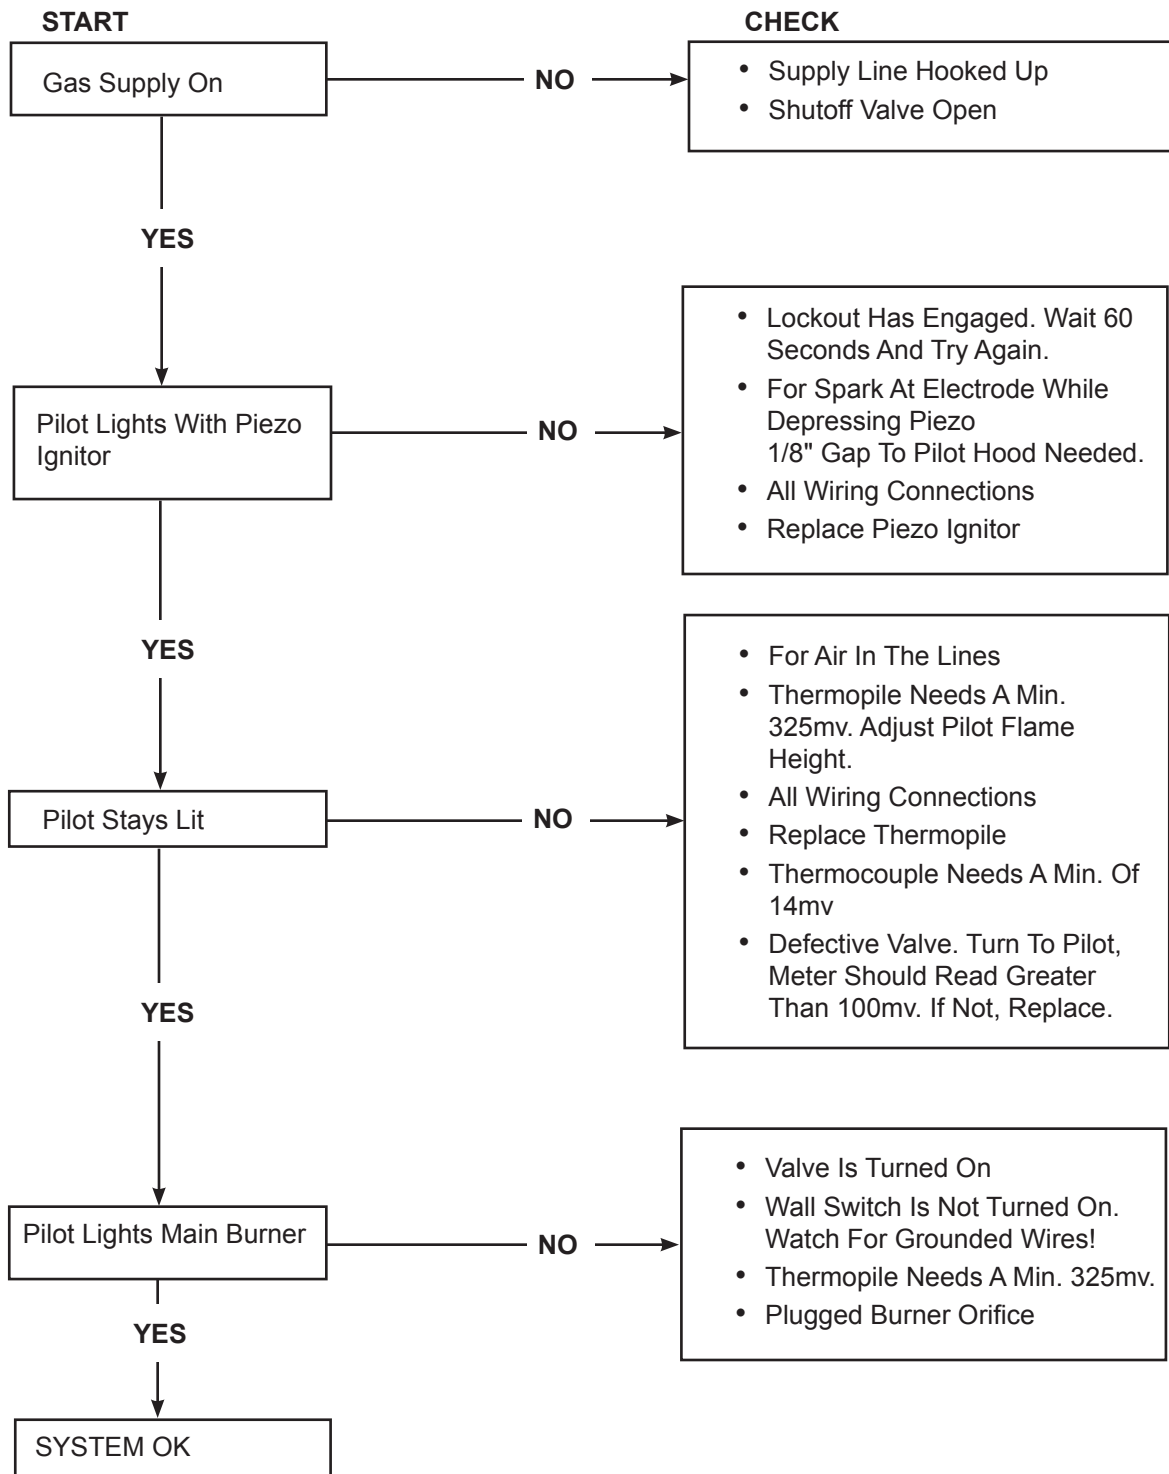 START
CHECK
Gas Supply On
NO
• Supply Line Hooked Up
• Shutoff Valve Open
YES
Pilot Lights With Piezo
Ignitor
NO
• Lockout Has Engaged. Wait 60
Seconds And Try Again.
• For Spark At Electrode While
Depressing Piezo
1/8" Gap To Pilot Hood Needed.
• All Wiring Connections
• Replace Piezo Ignitor
YES
Pilot Stays Lit
NO
• For Air In The Lines
• Thermopile Needs A Min.
325mv. Adjust Pilot Flame
Height.
• All Wiring Connections
• Replace Thermopile
• Thermocouple Needs A Min. Of
14mv
• Defective Valve. Turn To Pilot,
Meter Should Read Greater
Than 100mv. If Not, Replace.
YES
Pilot Lights Main Burner
NO
• Valve Is Turned On
• Wall Switch Is Not Turned On.
Watch For Grounded Wires!
• Thermopile Needs A Min. 325mv.
• Plugged Burner Orifice
YES
SYSTEM OK